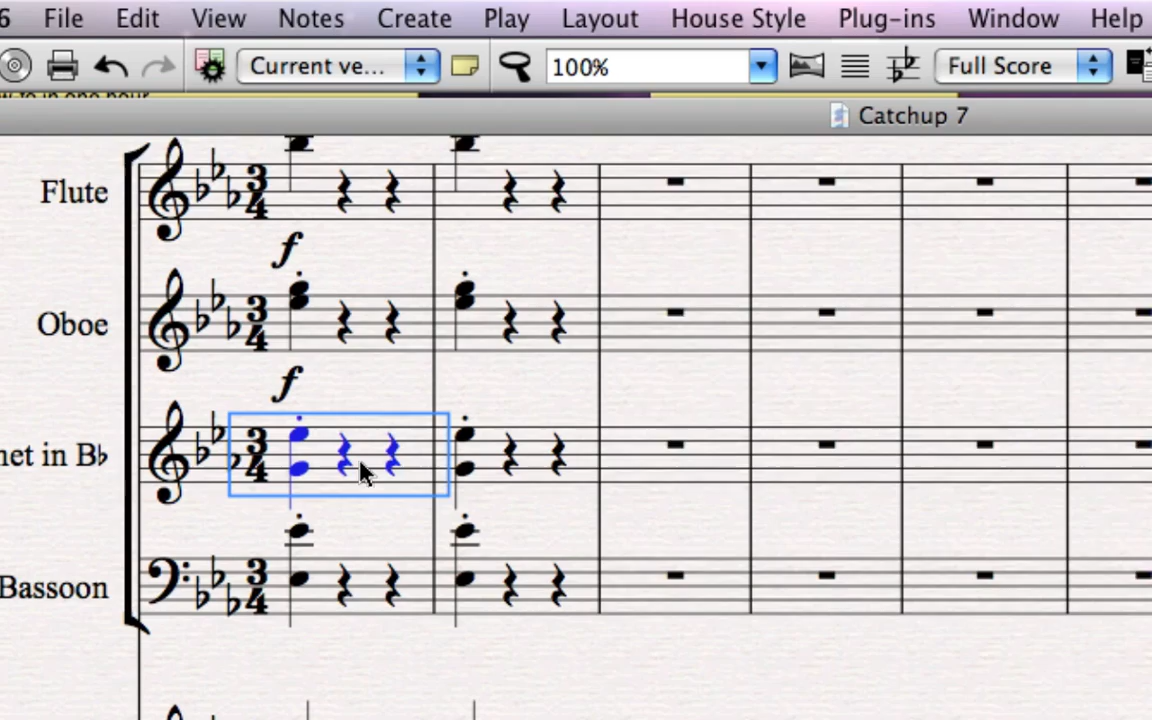 6 File Edit View Notes Create Play Layout House Style Plug-ins Window Help
Current ve... 100% Full Score
Catchup 7
Flute
f
Oboe
f
net in B♭
Bassoon